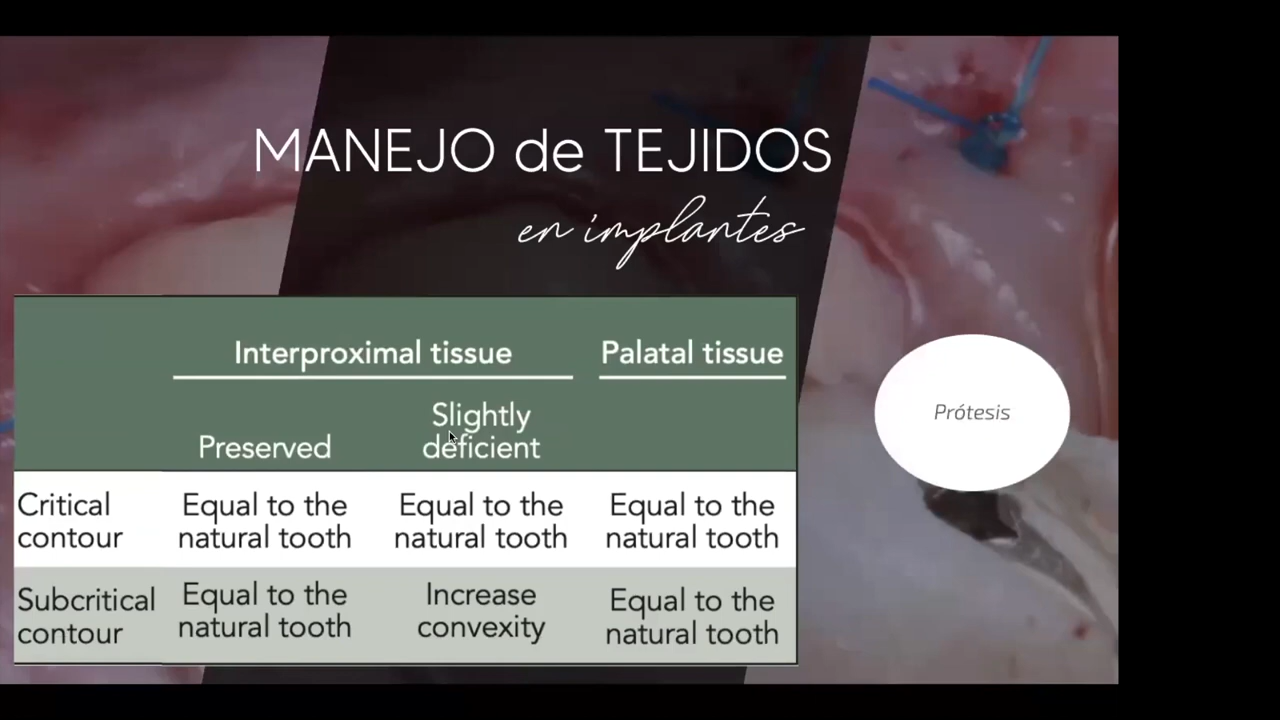 MANEJO de TEJIDOS
en implantes
Interproximal tissue
Palatal tissue
Preserved
Slightly
deficient
Critical
contour
Equal to the
natural tooth
Equal to the
natural tooth
Equal to the
natural tooth
Subcritical
contour
Equal to the
natural tooth
Increase
convexity
Equal to the
natural tooth
Prótesis